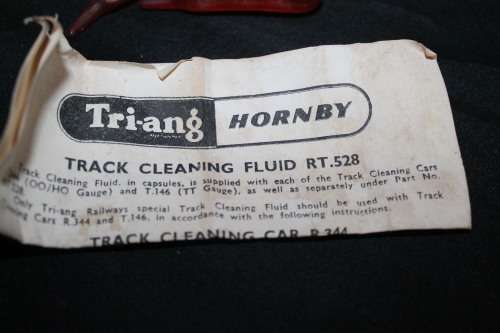 Tri-ang HORNBY
TRACK CLEANING FLUID RT.528
Track Cleaning Fluid, in capsules, is supplied with each of the Track Cleaning Cars
(OO/HO Gauge) and T.146 (TT Gauge), as well as separately under Part No.
528.
Only Tri-ang Railways special Track Cleaning Fluid should be used with Track
Cars R.344 and T.146, in accordance with the following instructions.
TRACK CLEANING CAR R.344